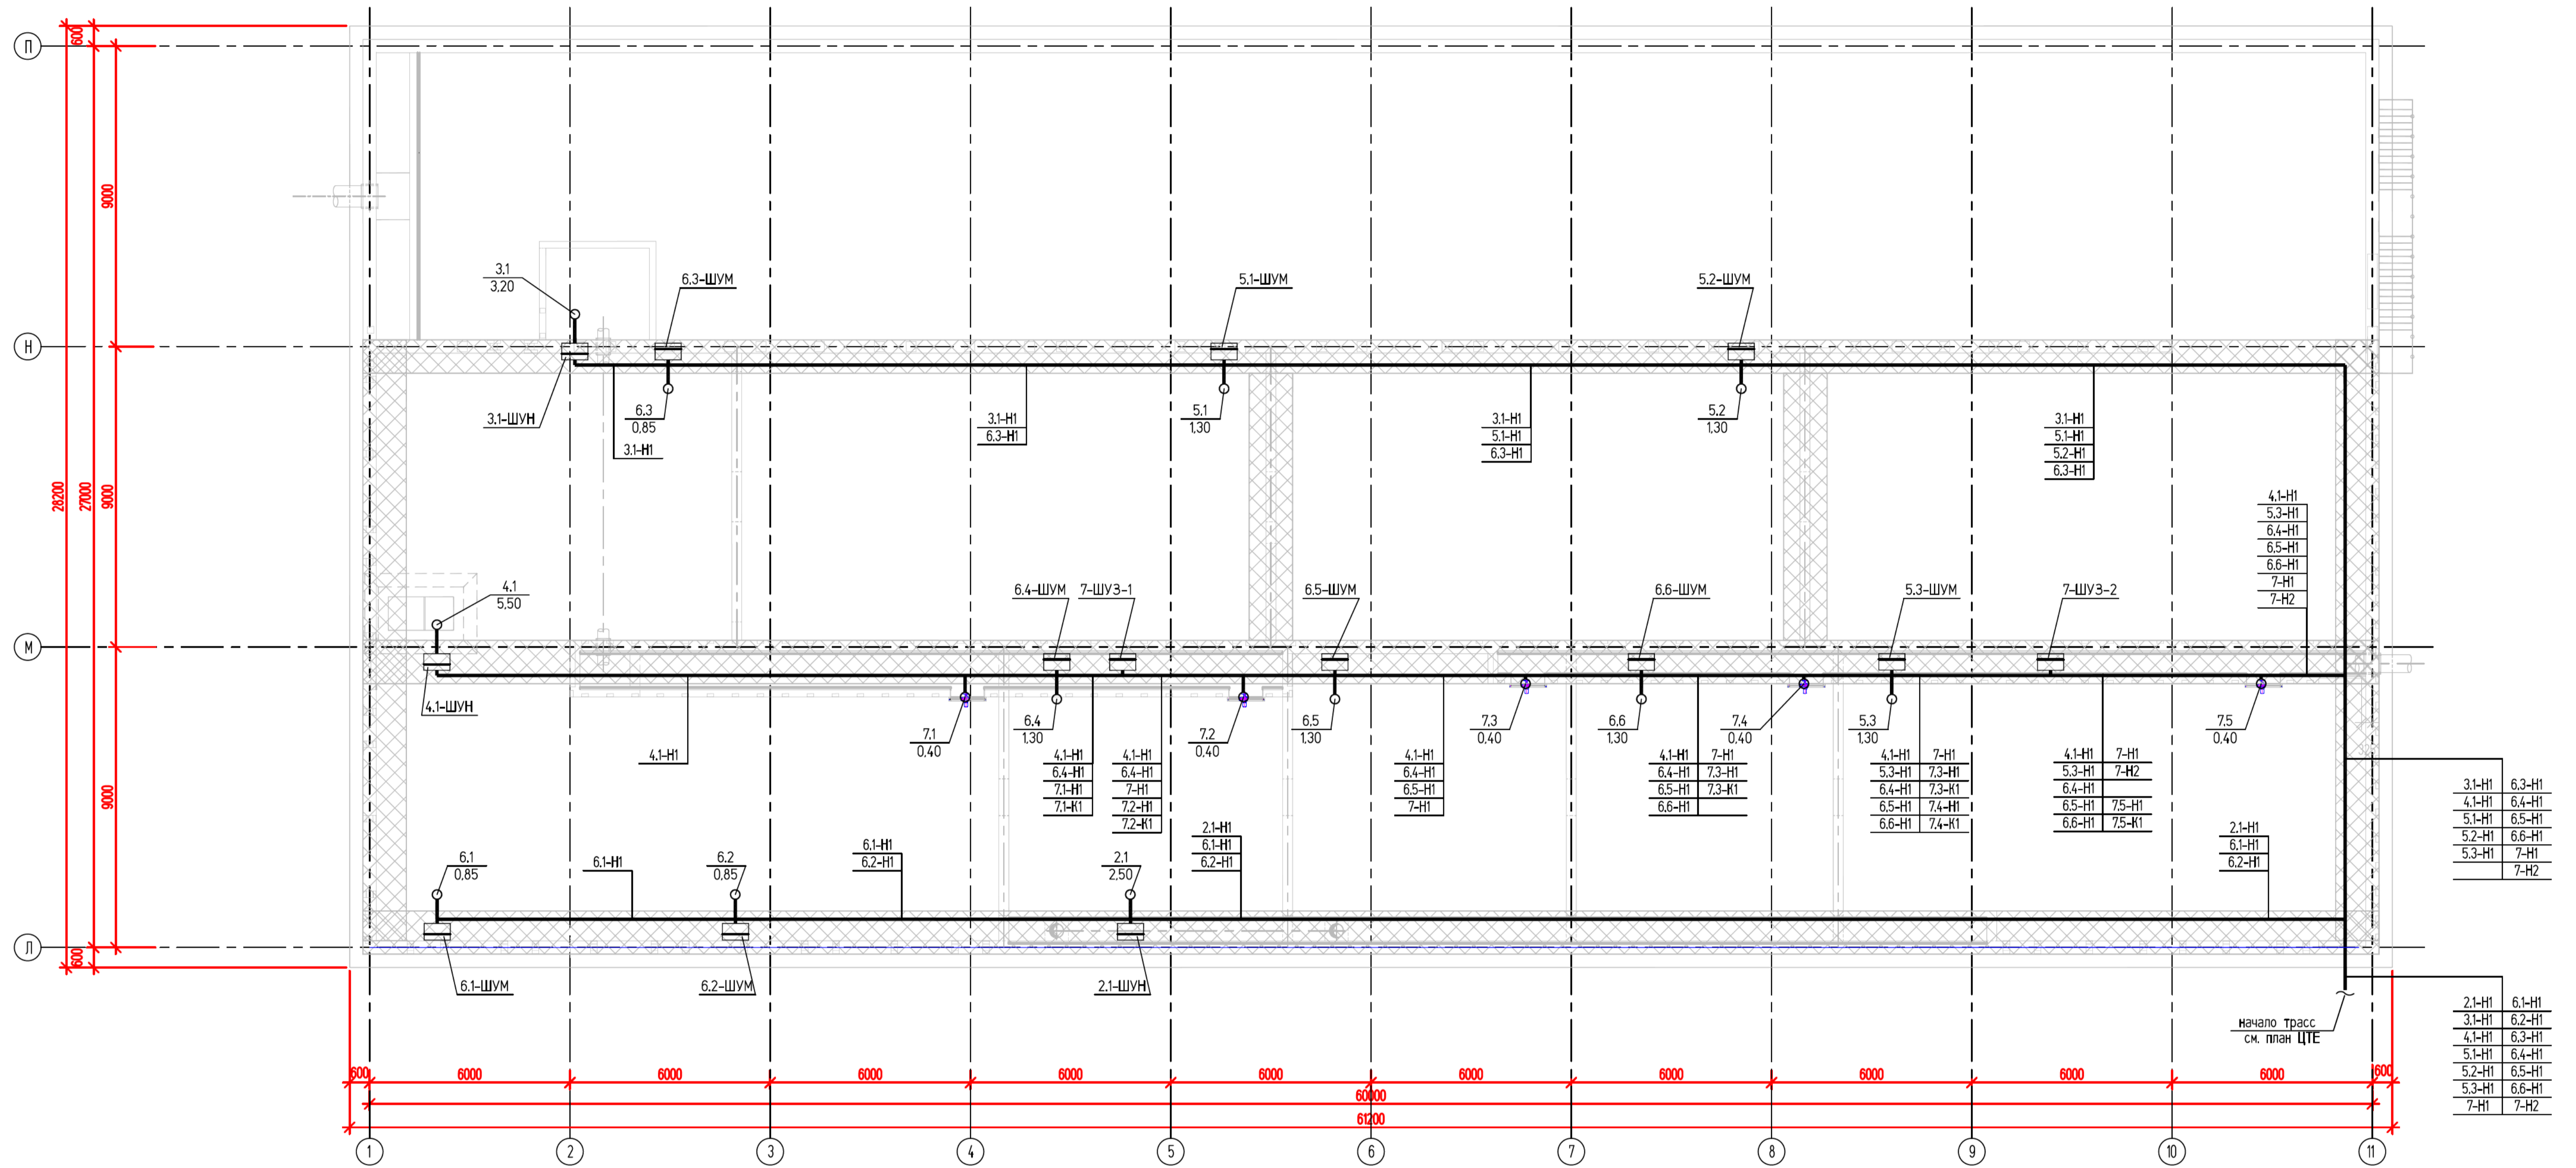 П
600
9000
3.1
3,20
6.3-ШУМ
5.1-ШУМ
5.2-ШУМ
Н
3.1-ШУН
6.3
0,85
3.1-Н1
3.1-Н1
6.3-Н1
5.1
1,30
3.1-Н1
5.1-Н1
6.3-Н1
5.2
1,30
3.1-Н1
5.1-Н1
5.2-Н1
6.3-Н1
28200
27000
9000
4.1-Н1
5.3-Н1
6.4-Н1
6.5-Н1
6.6-Н1
7-Н1
7-Н2
4.1
5,50
6.4-ШУМ
7-ШУЗ-1
6.5-ШУМ
6.6-ШУМ
5.3-ШУМ
7-ШУЗ-2
М
4.1-ШУН
7.1
0,40
6.4
1,30
7.2
0,40
6.5
1,30
7.3
0,40
6.6
1,30
7.4
0,40
5.3
1,30
7.5
0,40
4.1-Н1
4.1-Н1
6.4-Н1
7.1-Н1
7.1-К1
4.1-Н1
6.4-Н1
7-Н1
7.2-Н1
7.2-К1
4.1-Н1
6.4-Н1
6.5-Н1
7-Н1
4.1-Н1 7-Н1
6.4-Н1 7.3-Н1
6.5-Н1 7.3-К1
6.6-Н1
4.1-Н1 7-Н1
5.3-Н1 7.3-Н1
6.4-Н1 7.3-К1
6.5-Н1 7.4-Н1
6.6-Н1 7.4-К1
4.1-Н1 7-Н1
5.3-Н1 7-Н2
6.4-Н1
6.5-Н1 7.5-Н1
6.6-Н1 7.5-К1
3.1-Н1 6.3-Н1
4.1-Н1 6.4-Н1
5.1-Н1 6.5-Н1
5.2-Н1 6.6-Н1
5.3-Н1 7-Н1
7-Н2
9000
6.1
0,85
6.1-Н1
6.2
0,85
6.1-Н1
6.2-Н1
2.1
2,50
2.1-Н1
6.1-Н1
6.2-Н1
2.1-Н1
6.1-Н1
6.2-Н1
Л
600
6.1-ШУМ
6.2-ШУМ
2.1-ШУН
начало трасс
см. план ЦТЕ
2.1-Н1 6.1-Н1
3.1-Н1 6.2-Н1
4.1-Н1 6.3-Н1
5.1-Н1 6.4-Н1
5.2-Н1 6.5-Н1
5.3-Н1 6.6-Н1
7-Н1 7-Н2
600 6000 6000 6000 6000 6000 6000 6000 6000 6000 6000 600
60000
61200
1 2 3 4 5 6 7 8 9 10 11